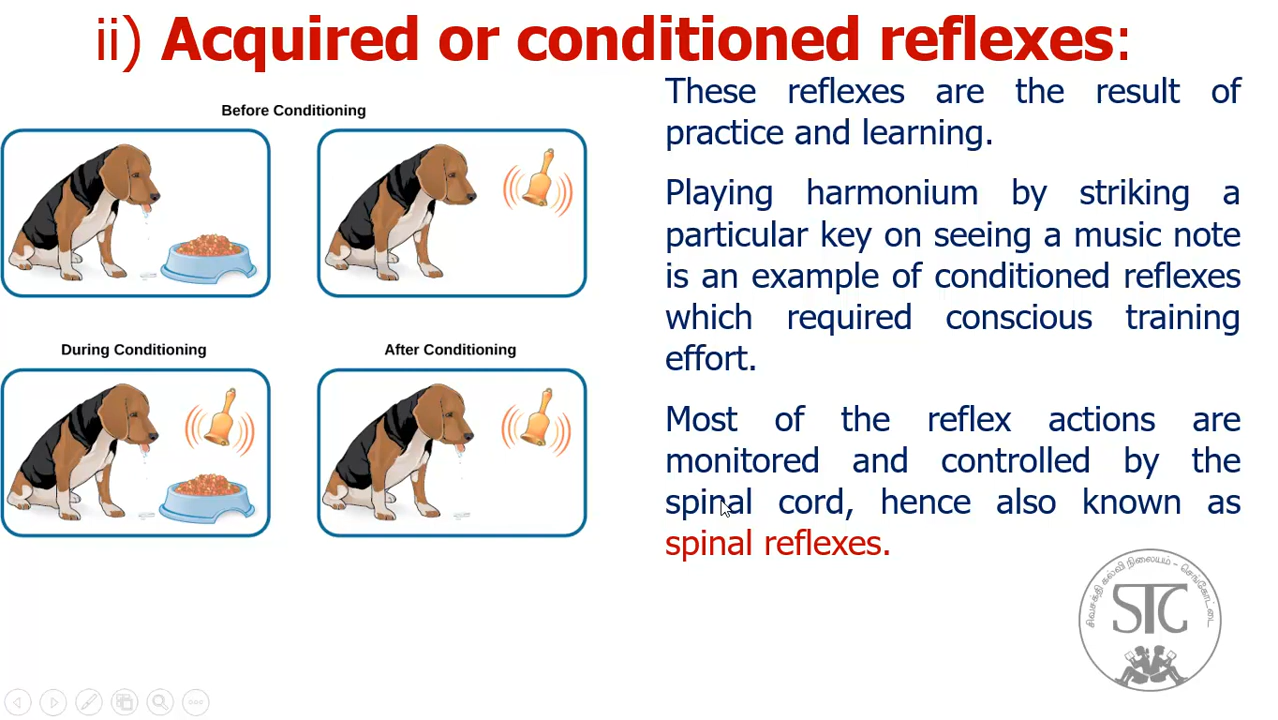 ii) Acquired or conditioned reflexes:
Before Conditioning
During Conditioning
After Conditioning
These reflexes are the result of
practice and learning.
Playing harmonium by striking a
particular key on seeing a music note
is an example of conditioned reflexes
which required conscious training
effort.
Most of the reflex actions are
monitored and controlled by the
spinal cord, hence also known as
spinal reflexes.
சிவசக்தி கல்வி நிலையம் - செங்கோட்டை
STC